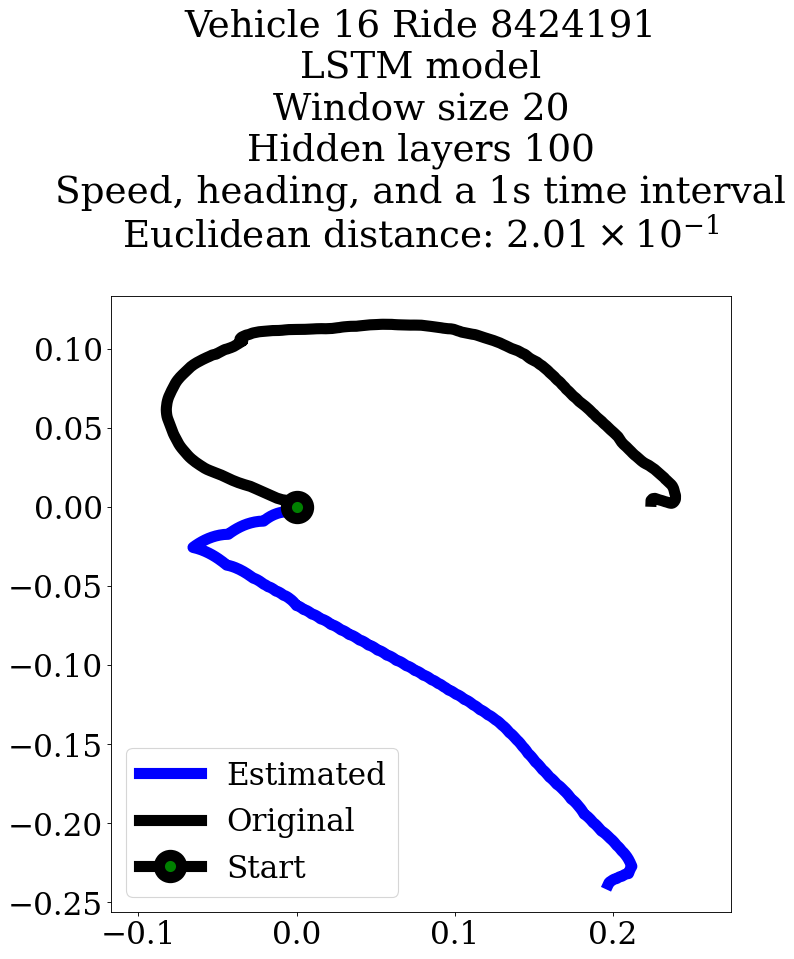 Vehicle 16 Ride 8424191
LSTM model
Window size 20
Hidden layers 100
Speed, heading, and a 1s time interval
Euclidean distance: 2.01 × 10⁻¹
0.10
0.05
0.00
−0.05
−0.10
−0.15
−0.20
−0.25
Estimated
Original
Start
−0.1
0.0
0.1
0.2